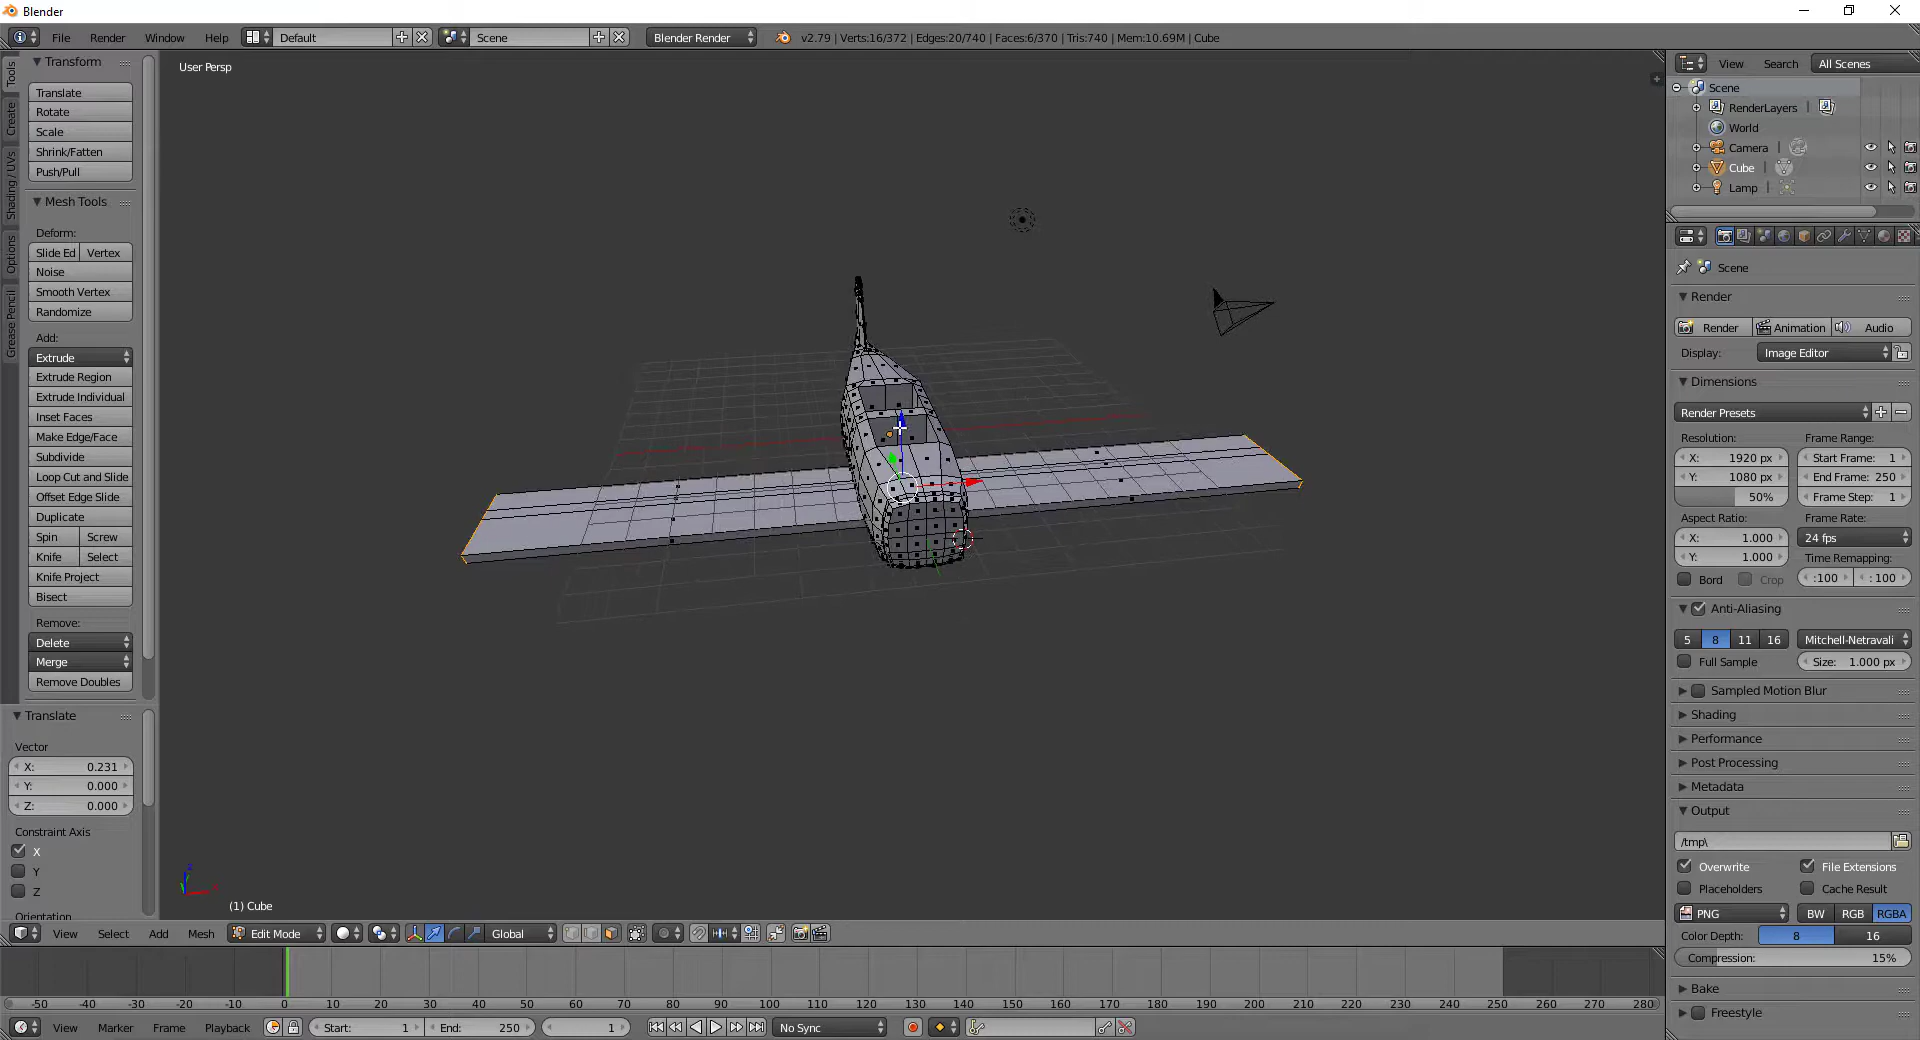 Blender
File Render Window Help Default Scene Blender Render v2.79 | Verts:16/372 | Edges:20/740 | Faces:6/370 | Tris:740 | Mem:10.69M | Cube
Tools
Create
Shading / UVs
Options
Grease Pencil
Transform
Translate
Rotate
Scale
Shrink/Fatten
Push/Pull
Mesh Tools
Deform:
Slide Ed Vertex
Noise
Smooth Vertex
Randomize
Add:
Extrude
Extrude Region
Extrude Individual
Inset Faces
Make Edge/Face
Subdivide
Loop Cut and Slide
Offset Edge Slide
Duplicate
Spin Screw
Knife Select
Knife Project
Bisect
Remove:
Delete
Merge
Remove Doubles
Translate
Vector
X: 0.231
Y: 0.000
Z: 0.000
Constraint Axis
X
Y
Z
Orientation
User Persp
(1) Cube
View Select Add Mesh Edit Mode Global
-50 -40 -30 -20 -10 0 10 20 30 40 50 60 70 80 90 100 110 120 130 140 150 160 170 180 190 200 210 220 230 240 250 260 270 280
View Marker Frame Playback Start: 1 End: 250 1 No Sync
View Search All Scenes
Scene
RenderLayers
World
Camera
Cube
Lamp
Scene
Render
Render Animation Audio
Display: Image Editor
Dimensions
Render Presets
Resolution: Frame Range:
X: 1920 px Start Frame: 1
Y: 1080 px End Frame: 250
50% Frame Step: 1
Aspect Ratio: Frame Rate:
X: 1.000 24 fps
Y: 1.000 Time Remapping:
Bord Crop :100 : 100
Anti-Aliasing
5 8 11 16 Mitchell-Netravali
Full Sample Size: 1.000 px
Sampled Motion Blur
Shading
Performance
Post Processing
Metadata
Output
/tmp\
Overwrite File Extensions
Placeholders Cache Result
PNG BW RGB RGBA
Color Depth: 8 16
Compression: 15%
Bake
Freestyle